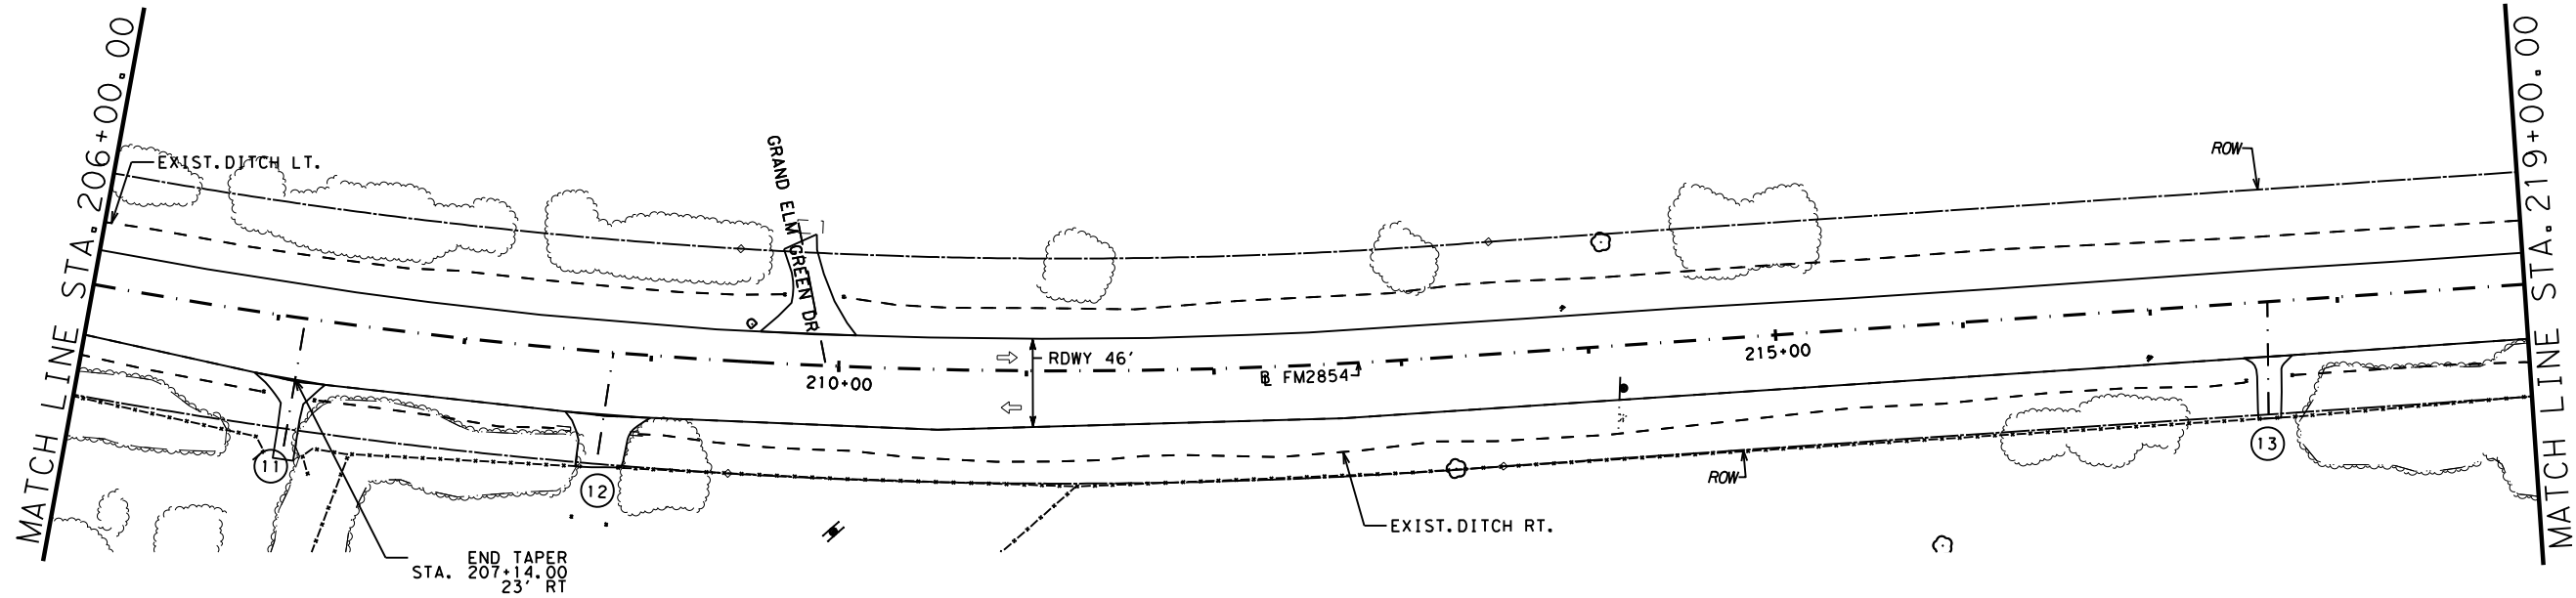 MATCH LINE STA. 206+00.00
EXIST. DITCH LT.
GRAND ELM GREEN DR
ROW
MATCH LINE STA. 219+00.00
RDWY 46'
210+00
℄ FM2854
215+00
11
12
13
ROW
EXIST. DITCH RT.
END TAPER
STA. 207+14.00
23' RT